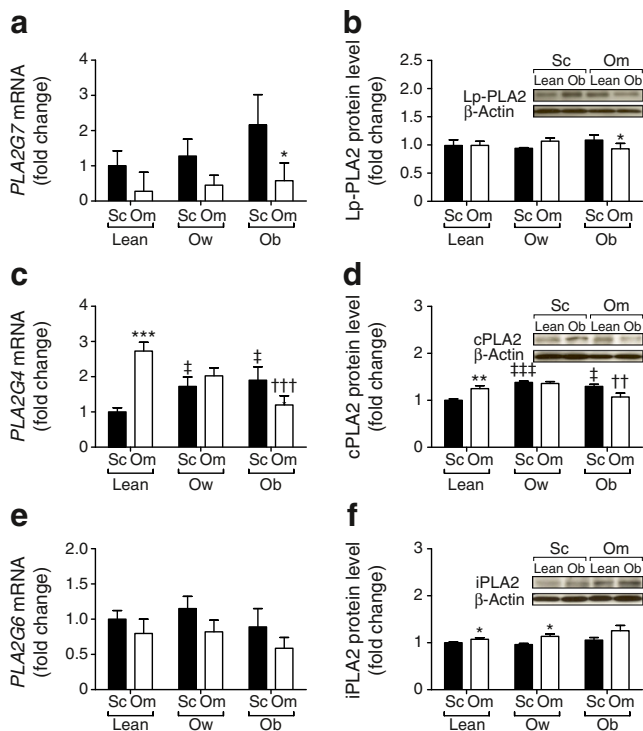 a
PLA2G7 mRNA
(fold change)
4
3
2
1
0
*
Sc Om Sc Om Sc Om
Lean Ow Ob
b
Lp-PLA2 protein level
(fold change)
2.0
1.5
1.0
0.5
0
Sc Om
Lean Ob Lean Ob
Lp-PLA2
β-Actin
*
Sc Om Sc Om Sc Om
Lean Ow Ob
c
PLA2G4 mRNA
(fold change)
4
3
2
1
0
***
‡ ‡
†††
Sc Om Sc Om Sc Om
Lean Ow Ob
d
cPLA2 protein level
(fold change)
3
2
1
0
Sc Om
Lean Ob Lean Ob
cPLA2
β-Actin
** ‡‡‡ ‡ ††
Sc Om Sc Om Sc Om
Lean Ow Ob
e
PLA2G6 mRNA
(fold change)
2.0
1.5
1.0
0.5
0
Sc Om Sc Om Sc Om
Lean Ow Ob
f
iPLA2 protein level
(fold change)
3
2
1
0
Sc Om
Lean Ob Lean Ob
iPLA2
β-Actin
* *
Sc Om Sc Om Sc Om
Lean Ow Ob